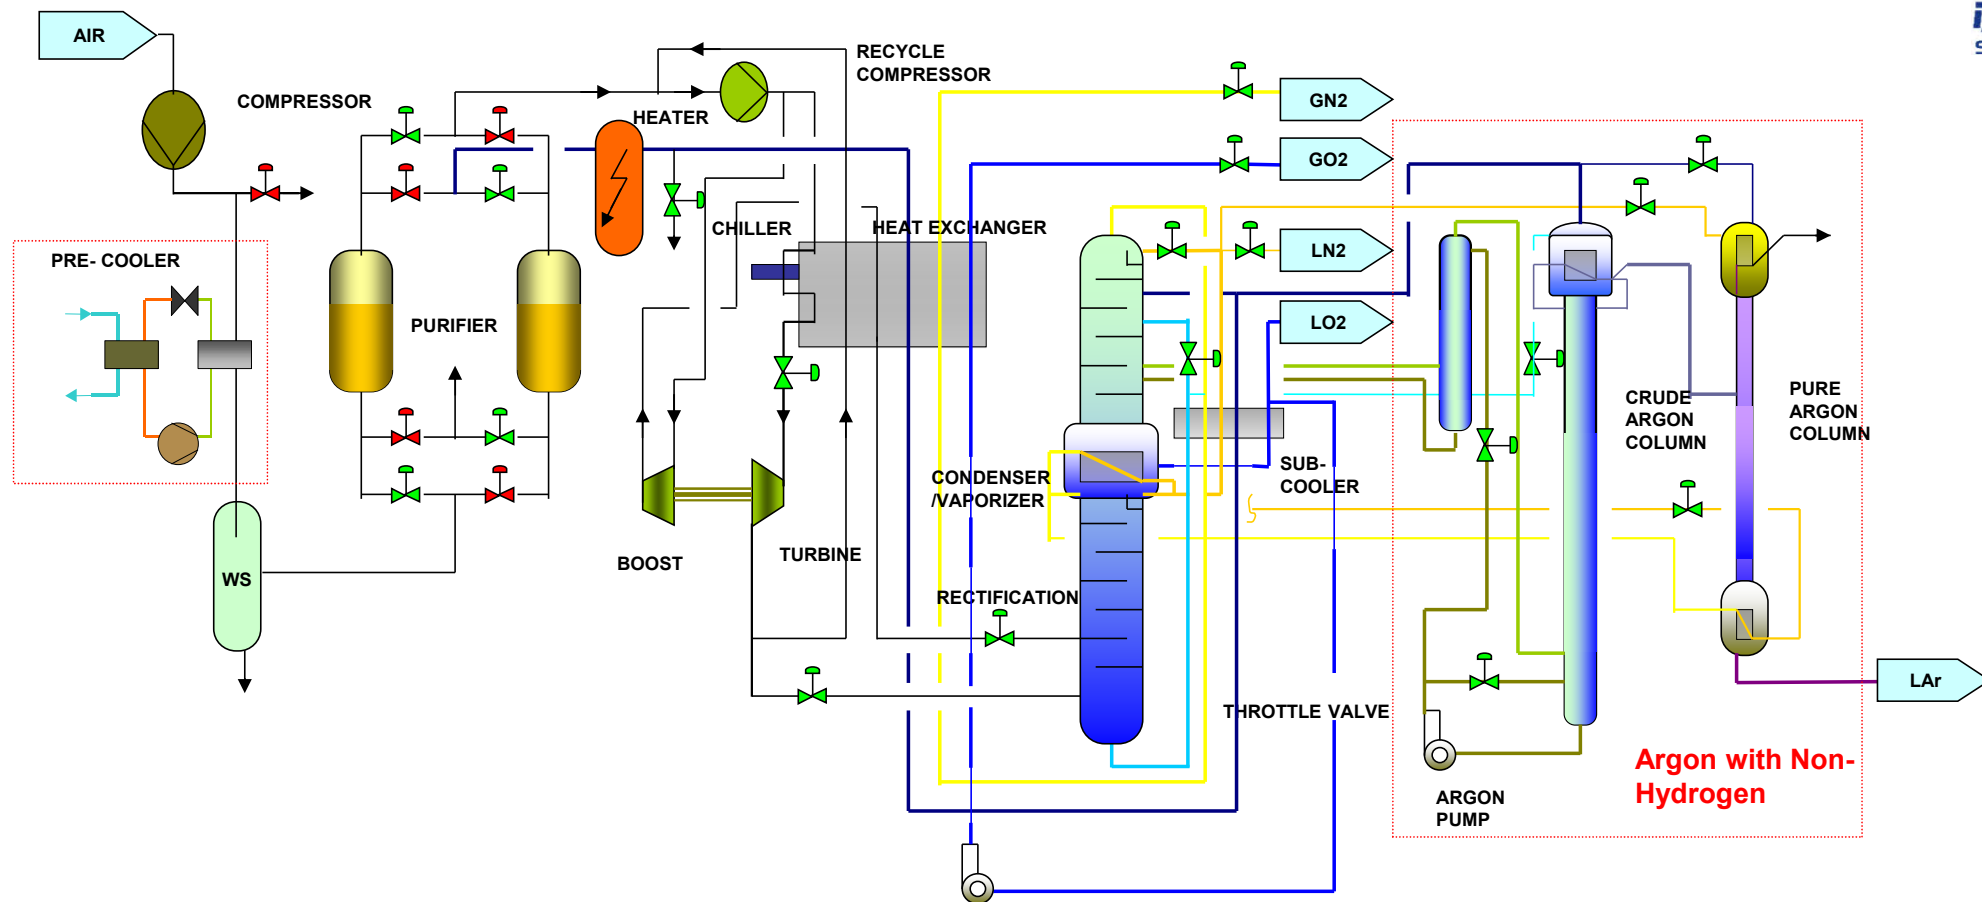 AIR
COMPRESSOR
RECYCLE
COMPRESSOR
HEATER
GN2
GO2
PRE- COOLER
CHILLER
HEAT EXCHANGER
LN2
PURIFIER
LO2
CRUDE
ARGON
COLUMN
PURE
ARGON
COLUMN
CONDENSER
/VAPORIZER
SUB-
COOLER
BOOST
TURBINE
WS
RECTIFICATION
LAr
THROTTLE VALVE
Argon with Non-
Hydrogen
ARGON
PUMP